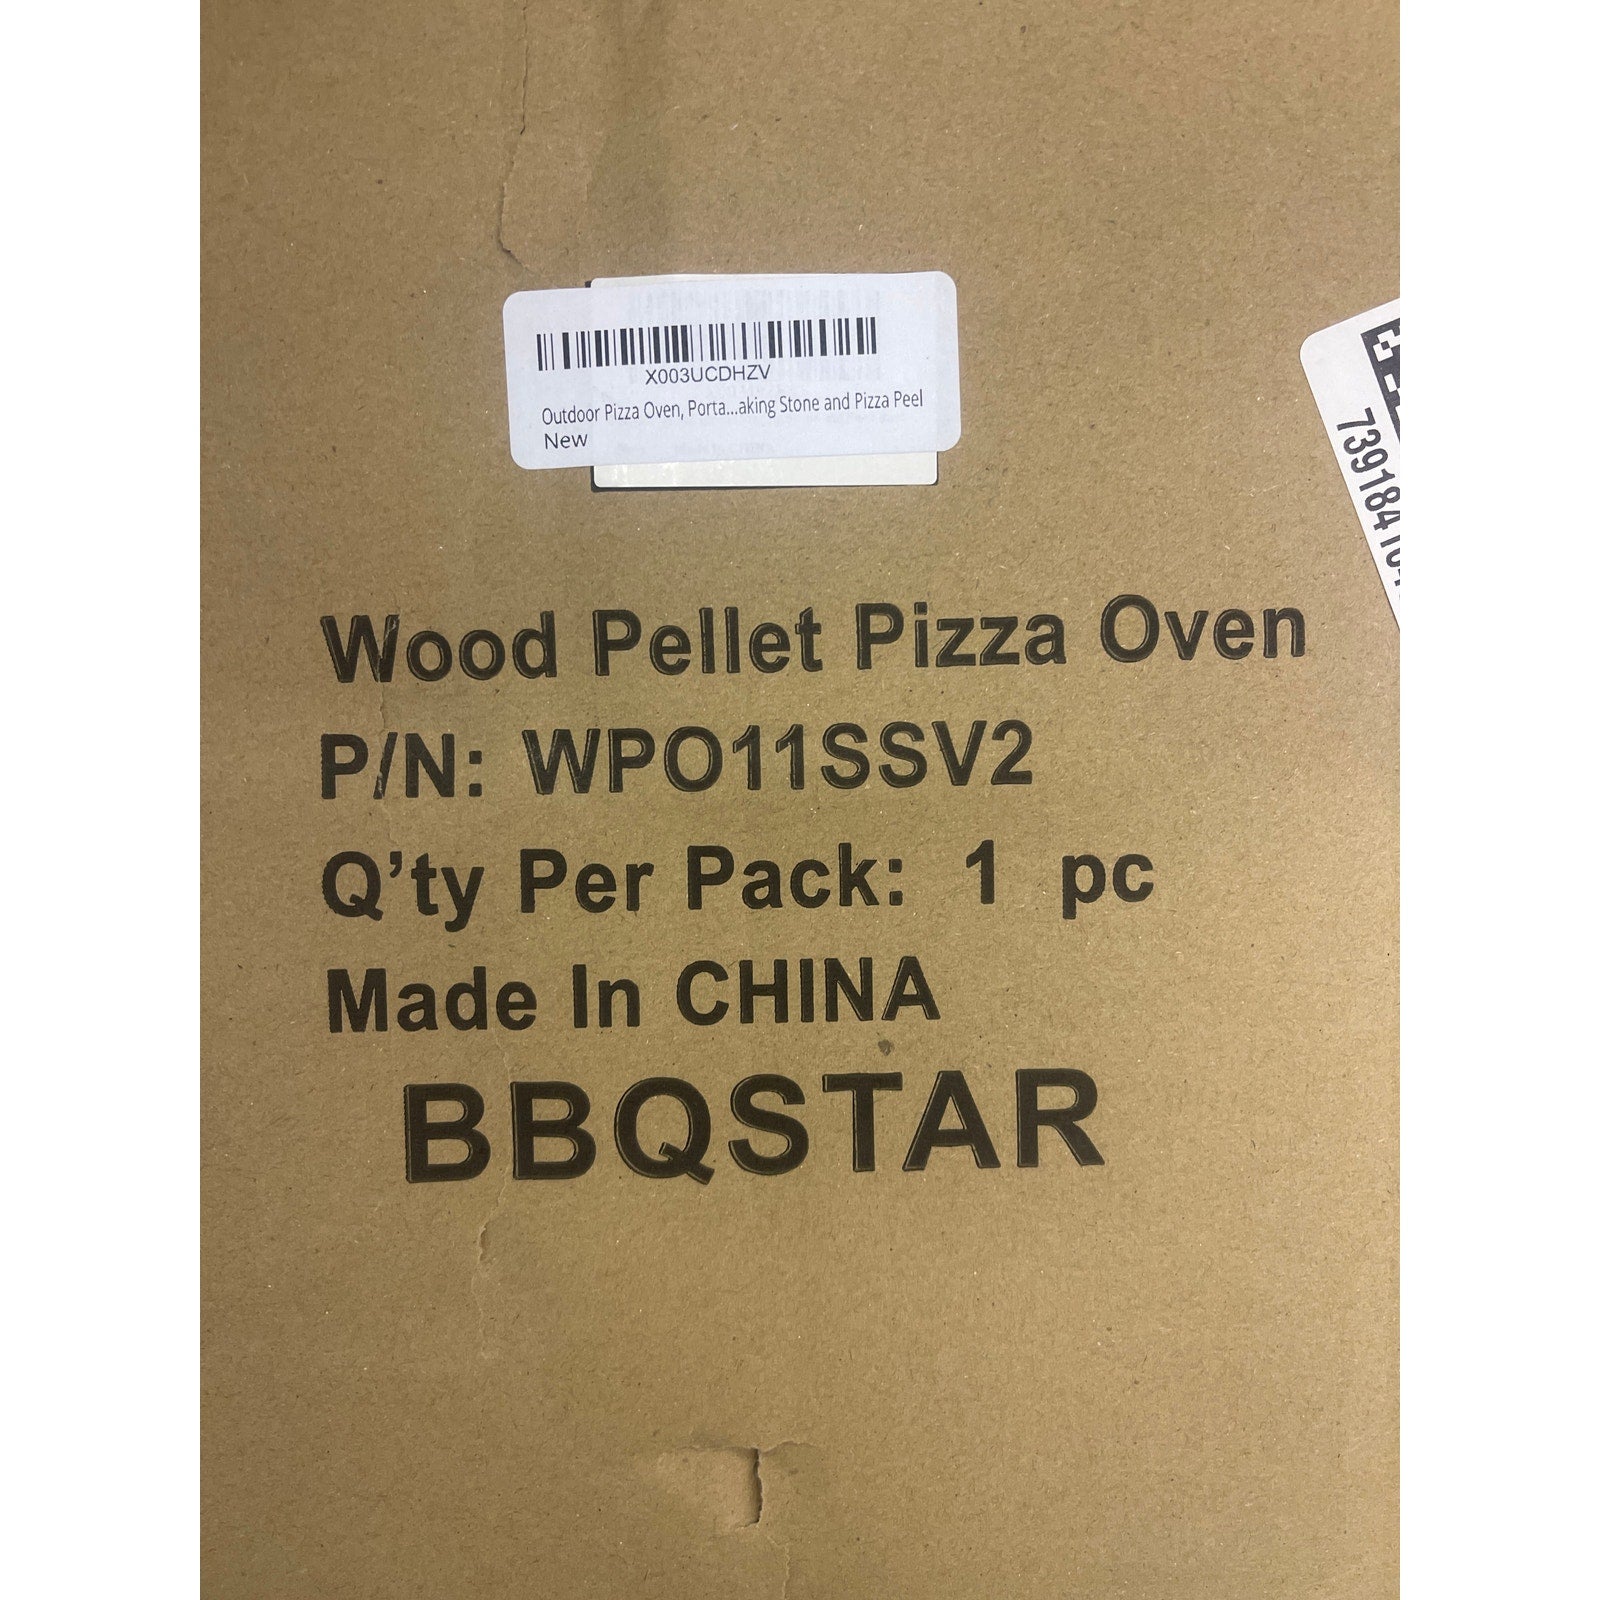 X003UCDHZV
Outdoor Pizza Oven, Porta...aking Stone and Pizza Peel
New
7391841
Wood Pellet Pizza Oven
P/N: WPO11SSV2
Q'ty Per Pack: 1 pc
Made In CHINA
BBQSTAR